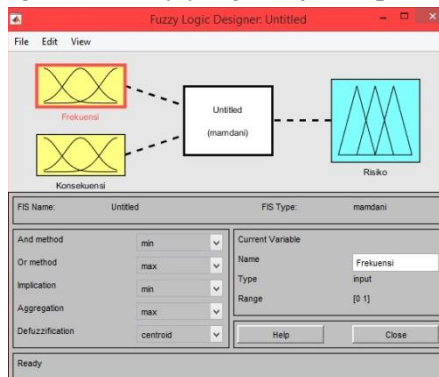 Fuzzy Logic Designer: Untitled
File Edit View
Frekuensi
Untitled
(mamdani)
Konsekuensi
Risiko
FIS Name: Untitled FIS Type: mamdani
And method min
Or method max
Implication min
Aggregation max
Defuzzification centroid
Current Variable
Name Frekuensi
Type input
Range [0 1]
Help Close
Ready